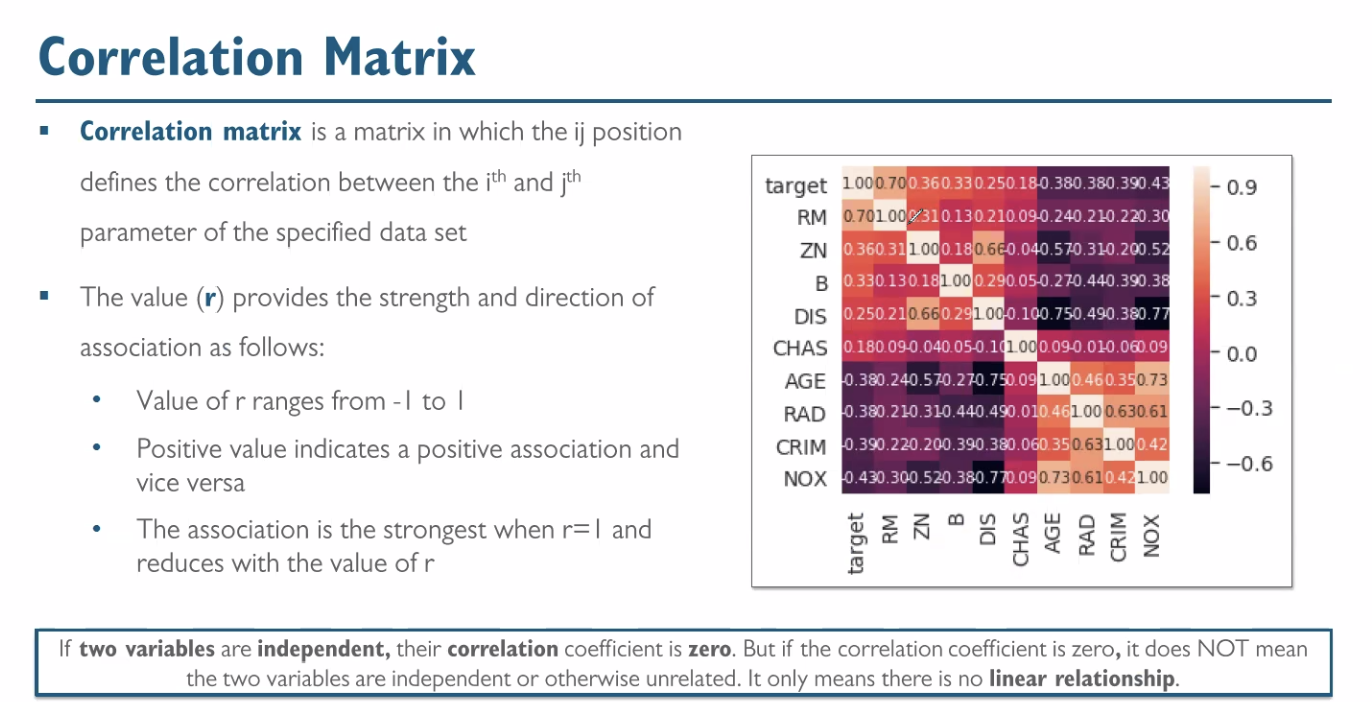 Correlation Matrix
▪ Correlation matrix is a matrix in which the ij position
defines the correlation between the ith and jth
parameter of the specified data set
▪ The value (r) provides the strength and direction of
association as follows:
• Value of r ranges from -1 to 1
• Positive value indicates a positive association and
vice versa
• The association is the strongest when r=1 and
reduces with the value of r
target 1.00 0.70 0.36 0.33 0.25 0.18 -0.38 -0.38 -0.39 -0.43
RM 0.70 1.00 0.31 0.13 0.21 0.09 -0.24 -0.21 -0.22 -0.30
ZN 0.36 0.31 1.00 0.18 0.66 -0.04 -0.57 -0.31 -0.20 -0.52
B 0.33 0.13 0.18 1.00 0.29 0.05 -0.27 -0.44 -0.39 -0.38
DIS 0.25 0.21 0.66 0.29 1.00 -0.10 -0.75 -0.49 -0.38 -0.77
CHAS 0.18 0.09 -0.04 0.05 -0.10 1.00 0.09 -0.01 -0.06 0.09
AGE -0.38 -0.24 -0.57 -0.27 -0.75 0.09 1.00 0.46 0.35 0.73
RAD -0.38 -0.21 -0.31 -0.44 -0.49 -0.01 0.46 1.00 0.63 0.61
CRIM -0.39 -0.22 -0.20 -0.39 -0.38 -0.06 0.35 0.63 1.00 0.42
NOX -0.43 -0.30 -0.52 -0.38 -0.77 0.09 0.73 0.61 0.42 1.00
target RM ZN B DIS CHAS AGE RAD CRIM NOX
0.9
0.6
0.3
0.0
−0.3
−0.6
If two variables are independent, their correlation coefficient is zero. But if the correlation coefficient is zero, it does NOT mean
the two variables are independent or otherwise unrelated. It only means there is no linear relationship.